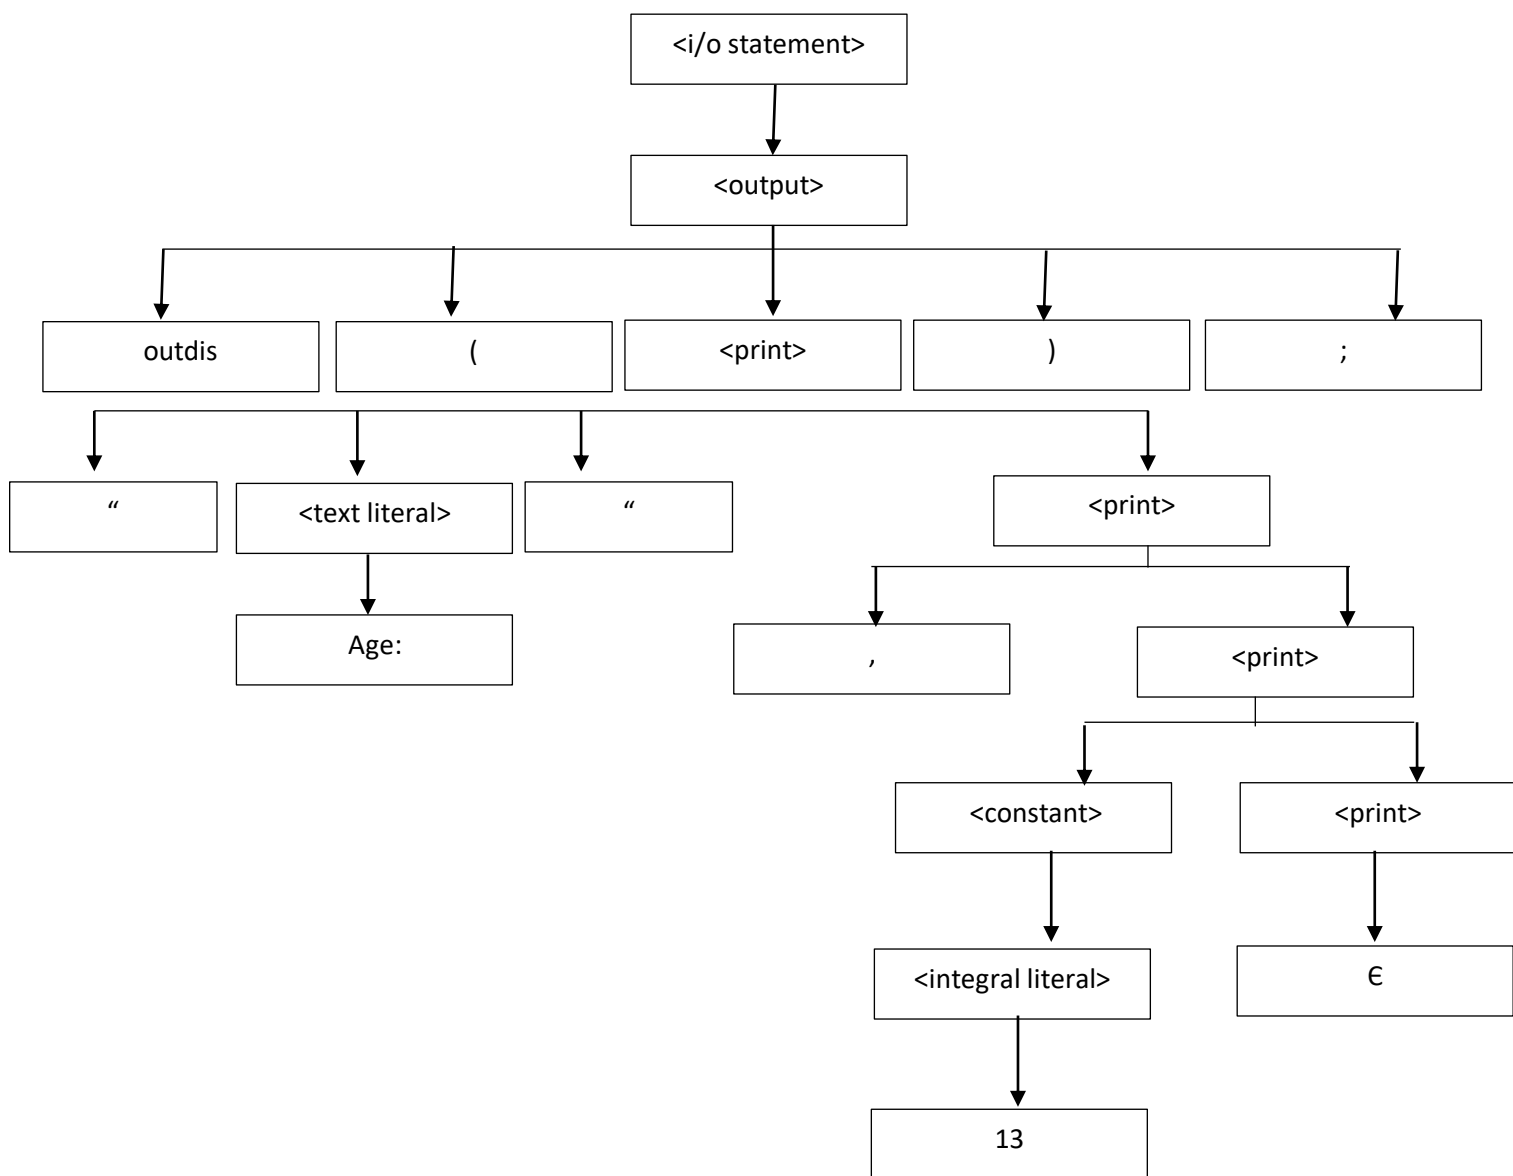 <i/o statement>
<output>
outdis ( <print> ) ;
“ <text literal> “ <print>
Age: , <print>
<constant> <print>
<integral literal> Є
13